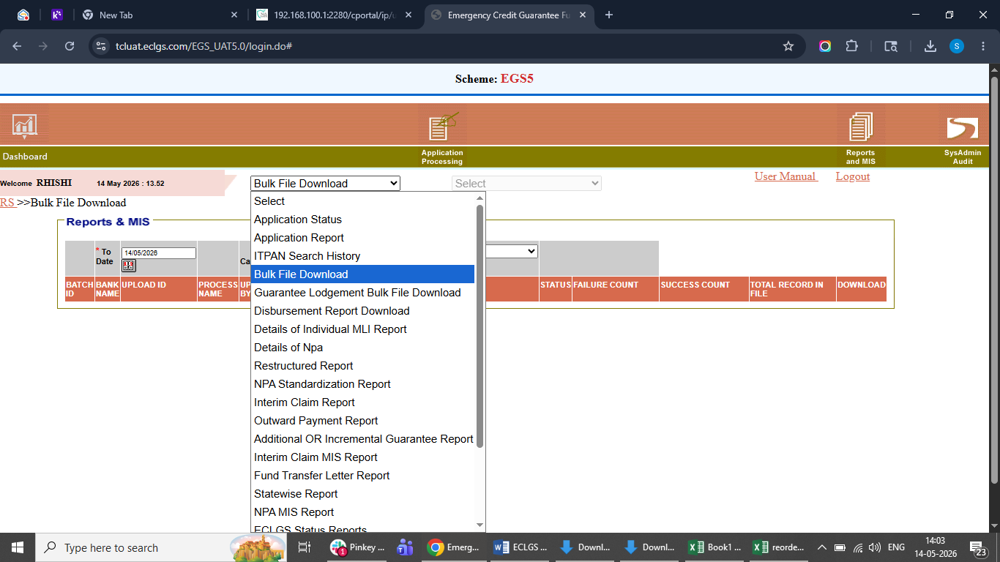 New Tab
192.168.100.1:2280/cportal/ip/u
Emergency Credit Guarantee Fu
tcluat.eclgs.com/EGS_UAT5.0/login.do#
S
Scheme: EGS5
Dashboard
Application
Processing
Reports
and MIS
SysAdmin
Audit
Welcome RHISHI 14 May 2026 : 13.52
Bulk File Download
Select
User Manual
Logout
RS >>Bulk File Download
Reports & MIS
* To
Date
14/05/2026
Ca
BATCH
ID
BANK
NAME
UPLOAD ID
PROCESS
NAME
UP
BY
STATUS
FAILURE COUNT
SUCCESS COUNT
TOTAL RECORD IN
FILE
DOWNLOAD
Select
Application Status
Application Report
ITPAN Search History
Bulk File Download
Guarantee Lodgement Bulk File Download
Disbursement Report Download
Details of Individual MLI Report
Details of Npa
Restructured Report
NPA Standardization Report
Interim Claim Report
Outward Payment Report
Additional OR Incremental Guarantee Report
Interim Claim MIS Report
Fund Transfer Letter Report
Statewise Report
NPA MIS Report
ECLGS Status Reports
Type here to search
1
Pinkey ...
Emerg...
ECLGS ...
Downl...
Downl...
Book1 ...
reorde...
ENG
14:03
14-05-2026
23